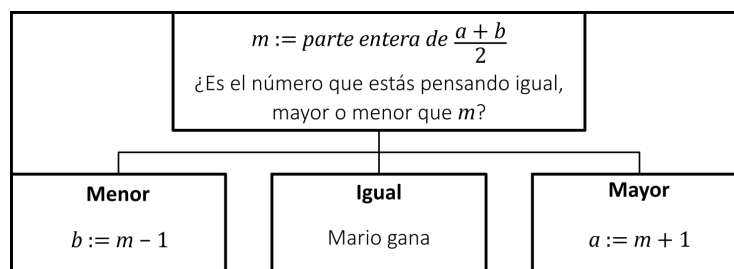 m := parte entera de (a + b)/2
¿Es el número que estás pensando igual,
mayor o menor que m?
Menor
b := m − 1
Igual
Mario gana
Mayor
a := m + 1